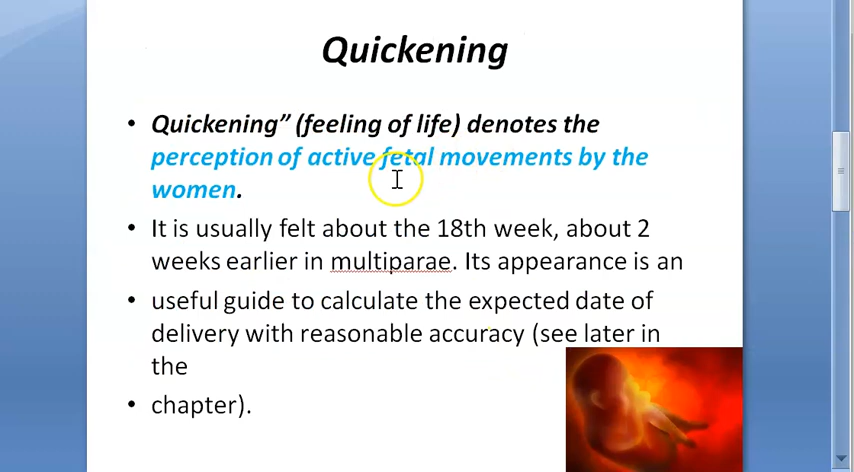 Quickening
• Quickening” (feeling of life) denotes the
perception of active fetal movements by the
women.
• It is usually felt about the 18th week, about 2
weeks earlier in multiparae. Its appearance is an
• useful guide to calculate the expected date of
delivery with reasonable accuracy (see later in
the
• chapter).